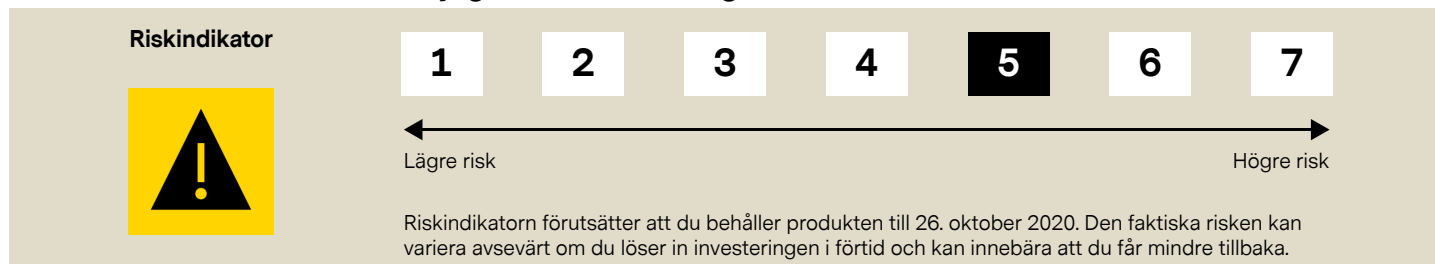 Riskindikator
1 2 3 4 5 6 7
Lägre risk Högre risk
Riskindikatorn förutsätter att du behåller produkten till 26. oktober 2020. Den faktiska risken kan
variera avsevärt om du löser in investeringen i förtid och kan innebära att du får mindre tillbaka.